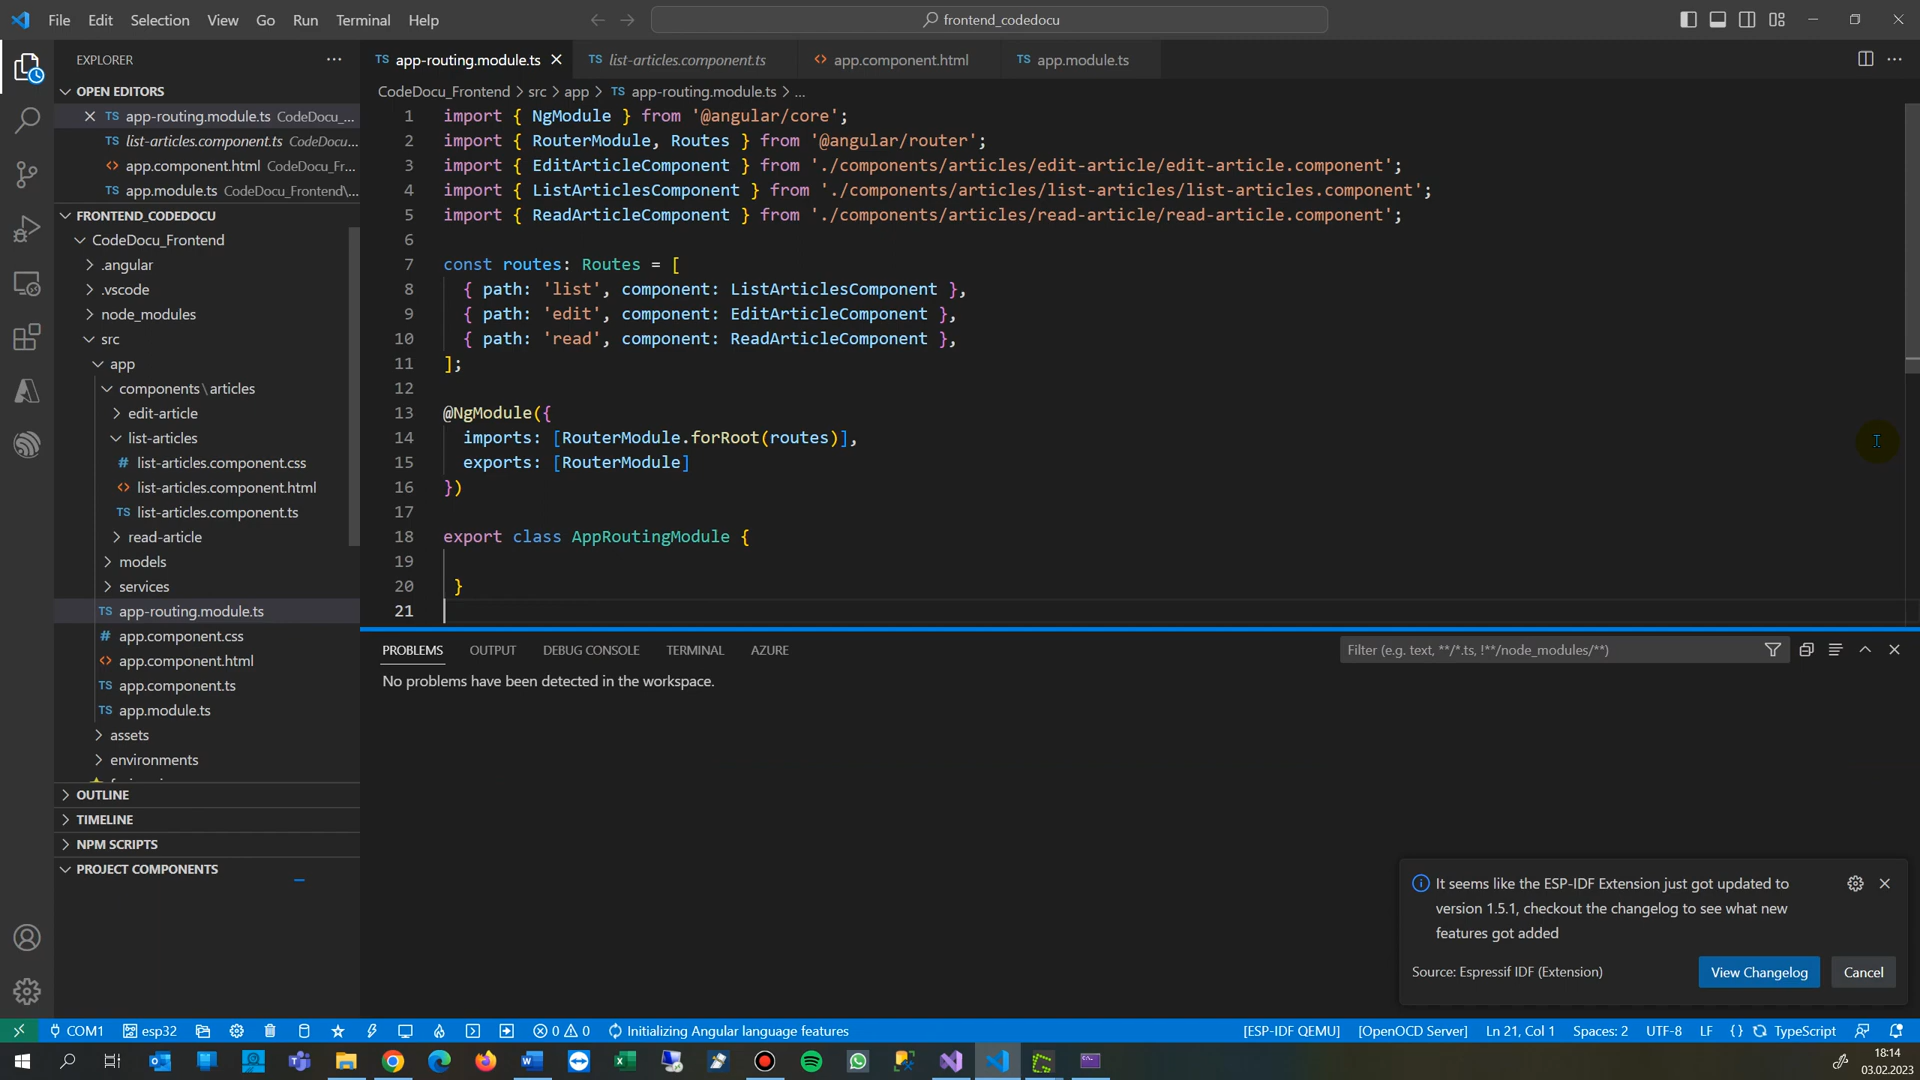 File Edit Selection View Go Run Terminal Help
frontend_codedocu
EXPLORER
OPEN EDITORS
TS app-routing.module.ts CodeDocu_...
TS list-articles.component.ts CodeDocu...
<> app.component.html CodeDocu_Fr...
TS app.module.ts CodeDocu_Frontend\...
FRONTEND_CODEDOCU
CodeDocu_Frontend
.angular
.vscode
node_modules
src
app
components\articles
edit-article
list-articles
# list-articles.component.css
<> list-articles.component.html
TS list-articles.component.ts
read-article
models
services
TS app-routing.module.ts
# app.component.css
<> app.component.html
TS app.component.ts
TS app.module.ts
assets
environments
OUTLINE
TIMELINE
NPM SCRIPTS
PROJECT COMPONENTS
TS app-routing.module.ts
TS list-articles.component.ts
<> app.component.html
TS app.module.ts
CodeDocu_Frontend > src > app > TS app-routing.module.ts > ...
1 import { NgModule } from '@angular/core';
2 import { RouterModule, Routes } from '@angular/router';
3 import { EditArticleComponent } from './components/articles/edit-article/edit-article.component';
4 import { ListArticlesComponent } from './components/articles/list-articles/list-articles.component';
5 import { ReadArticleComponent } from './components/articles/read-article/read-article.component';
6
7 const routes: Routes = [
8 { path: 'list', component: ListArticlesComponent },
9 { path: 'edit', component: EditArticleComponent },
10 { path: 'read', component: ReadArticleComponent },
11 ];
12
13 @NgModule({
14 imports: [RouterModule.forRoot(routes)],
15 exports: [RouterModule]
16 })
17
18 export class AppRoutingModule {
19
20 }
21
PROBLEMS OUTPUT DEBUG CONSOLE TERMINAL AZURE
Filter (e.g. text, **/*.ts, !**/node_modules/**)
No problems have been detected in the workspace.
It seems like the ESP-IDF Extension just got updated to
version 1.5.1, checkout the changelog to see what new
features got added
Source: Espressif IDF (Extension)
View Changelog
Cancel
COM1 esp32 0 0 Initializing Angular language features
[ESP-IDF QEMU] [OpenOCD Server] Ln 21, Col 1 Spaces: 2 UTF-8 LF {} TypeScript
18:14
03.02.2023